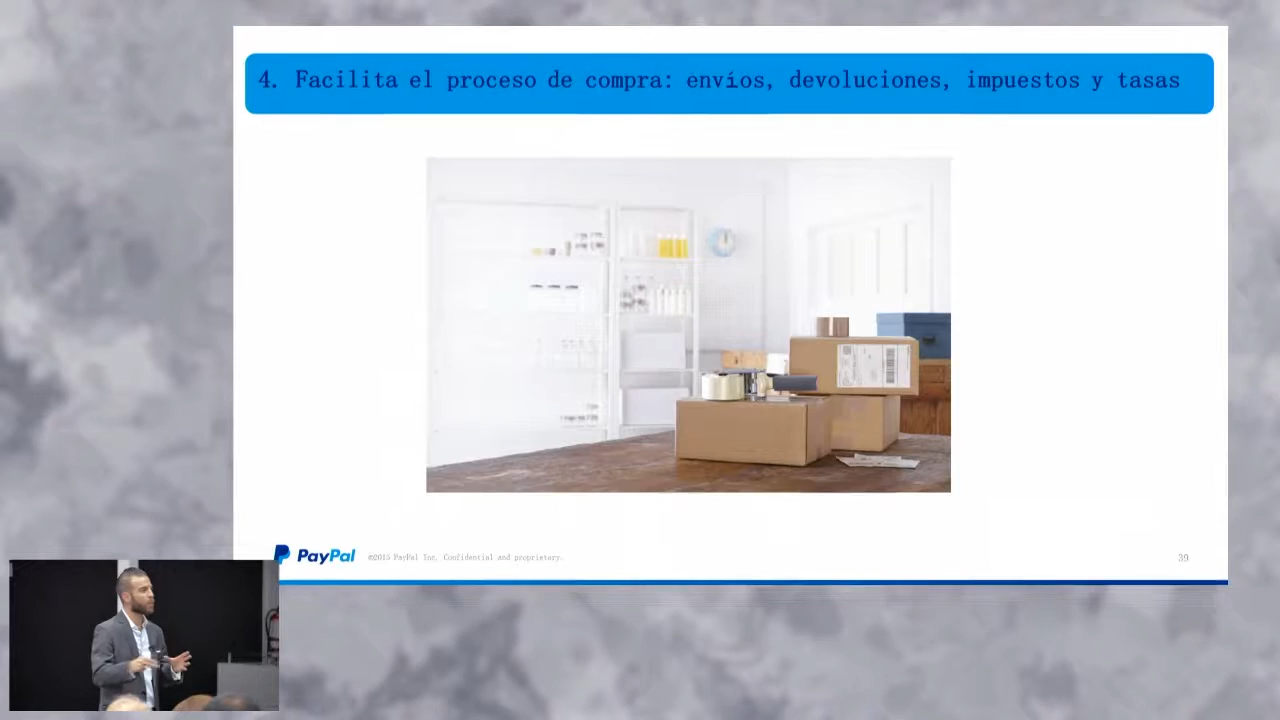 4. Facilita el proceso de compra: envíos, devoluciones, impuestos y tasas
PayPal ©2015 PayPal Inc. Confidential and proprietary. 39